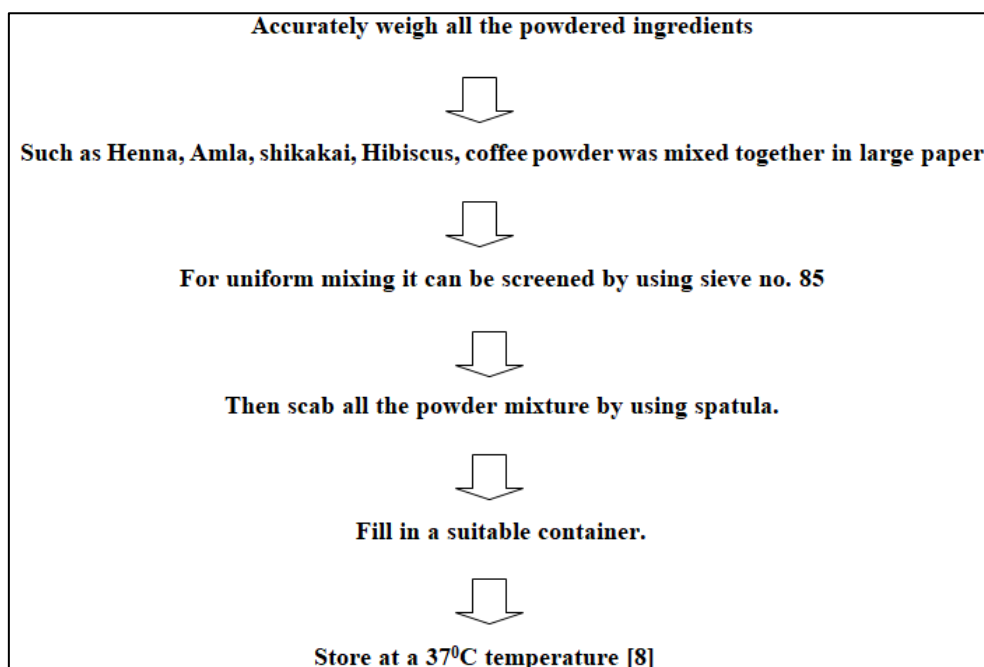 Accurately weigh all the powdered ingredients
Such as Henna, Amla, shikakai, Hibiscus, coffee powder was mixed together in large paper
For uniform mixing it can be screened by using sieve no. 85
Then scab all the powder mixture by using spatula.
Fill in a suitable container.
Store at a 37⁰C temperature [8]